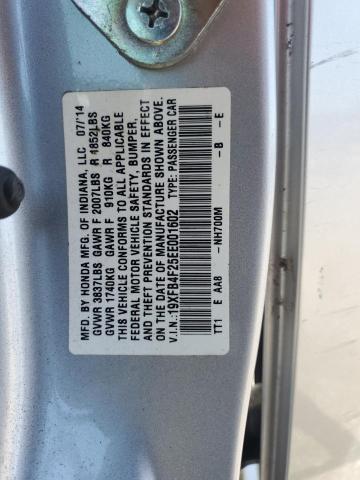 MFD. BY HONDA MFG. OF INDIANA, LLC 07/14
GVWR 3837LBS GAWR F 2007LBS R 1852LBS
GVWR 1740KG GAWR F 910KG R 840KG
THIS VEHICLE CONFORMS TO ALL APPLICABLE
FEDERAL MOTOR VEHICLE SAFETY, BUMPER,
AND THEFT PREVENTION STANDARDS IN EFFECT
ON THE DATE OF MANUFACTURE SHOWN ABOVE.
V.I.N.:19XFB4F25EE001602 TYPE: PASSENGER CAR
TT1 E AA8 -NH700M -B -E